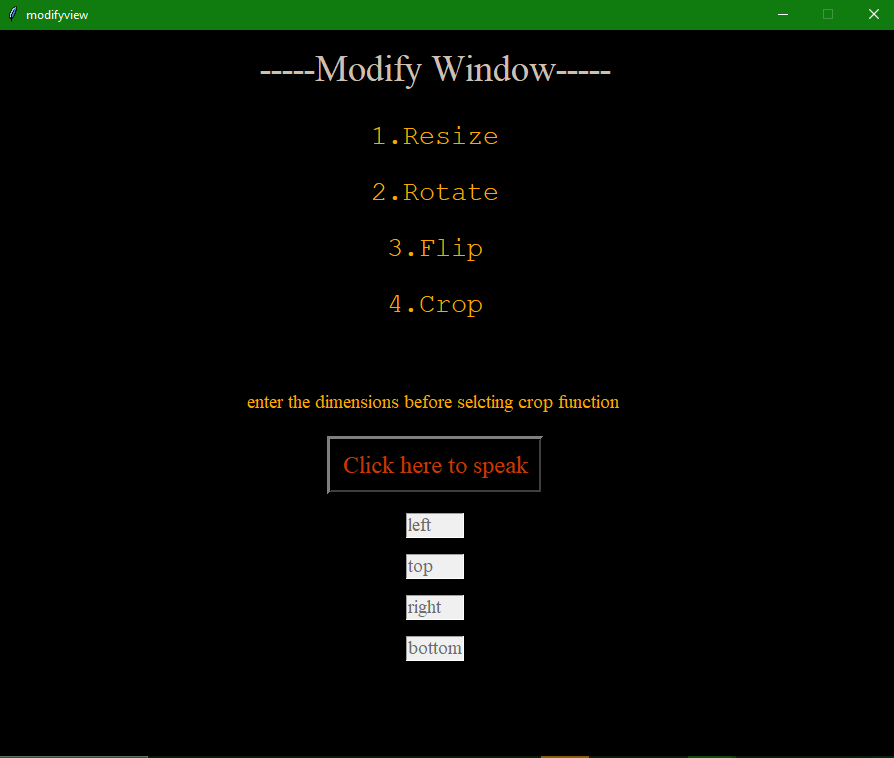 modifyview
-----Modify Window-----
1.Resize
2.Rotate
3.Flip
4.Crop
enter the dimensions before selcting crop function
Click here to speak
left
top
right
bottom